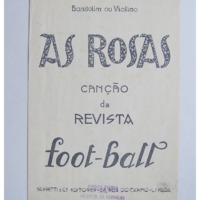 Bandolim ou Violino
AS ROSAS
CANÇÃO
da
REVISTA
foot-ball